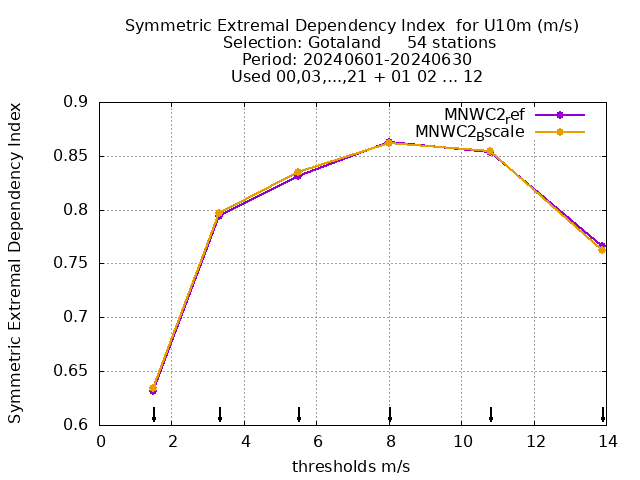 Symmetric Extremal Dependency Index  for U10m (m/s)
Selection: Gotaland     54 stations
Period: 20240601-20240630
Used 00,03,...,21 + 01 02 ... 12
Symmetric Extremal Dependency Index
0.9
0.85
0.8
0.75
0.7
0.65
0.6
MNWC2_ref
MNWC2_Bscale
0 2 4 6 8 10 12 14
thresholds m/s